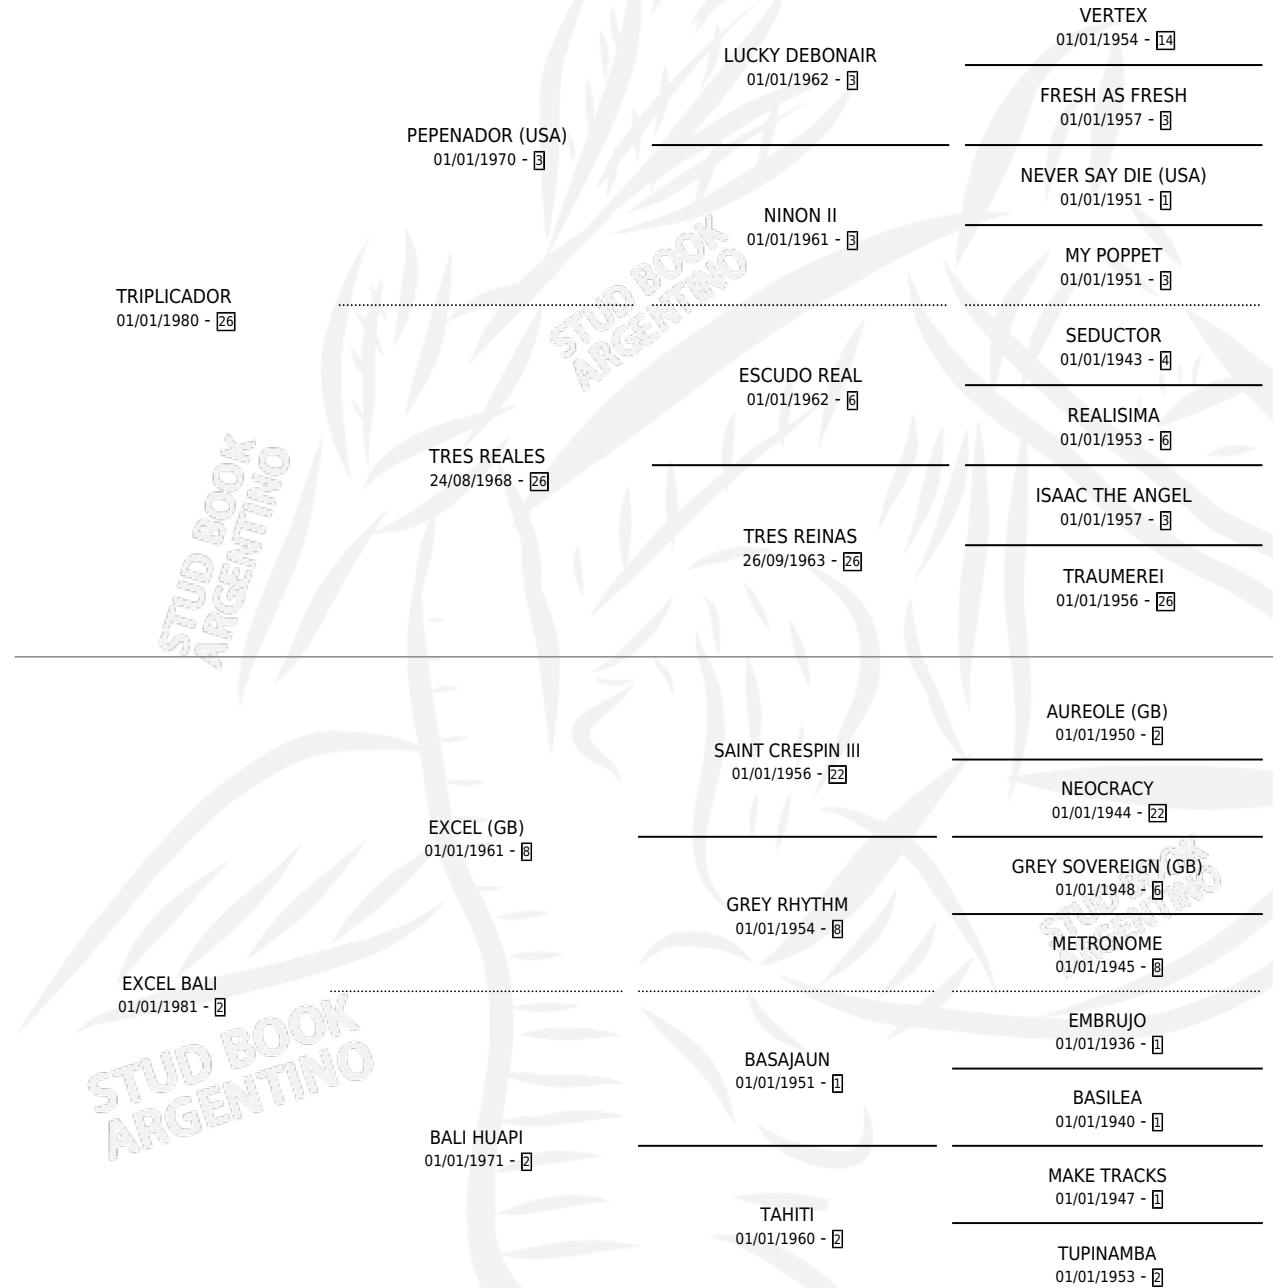 VERTEX
01/01/1954 - 14
LUCKY DEBONAIR
01/01/1962 - 3
FRESH AS FRESH
01/01/1957 - 3
PEPENADOR (USA)
01/01/1970 - 3
NEVER SAY DIE (USA)
01/01/1951 - 1
NINON II
01/01/1961 - 3
MY POPPET
01/01/1951 - 3
TRIPLICADOR
01/01/1980 - 26
SEDUCTOR
01/01/1943 - 4
ESCUDO REAL
01/01/1962 - 6
REALISIMA
01/01/1953 - 6
TRES REALES
24/08/1968 - 26
ISAAC THE ANGEL
01/01/1957 - 3
TRES REINAS
26/09/1963 - 26
TRAUMEREI
01/01/1956 - 26
AUREOLE (GB)
01/01/1950 - 2
SAINT CRESPIN III
01/01/1956 - 22
NEOCRACY
01/01/1944 - 22
EXCEL (GB)
01/01/1961 - 8
GREY SOVEREIGN (GB)
01/01/1948 - 6
GREY RHYTHM
01/01/1954 - 8
METRONOME
01/01/1945 - 8
EXCEL BALI
01/01/1981 - 2
EMBRUJO
01/01/1936 - 1
BASAJAUN
01/01/1951 - 1
BASILEA
01/01/1940 - 1
BALI HUAPI
01/01/1971 - 2
MAKE TRACKS
01/01/1947 - 1
TAHITI
01/01/1960 - 2
TUPINAMBA
01/01/1953 - 2
STUD BOOK
ARGENTINO
STUD BOOK
ARGENTINO
STUD BOOK
ARGENTINO
STUD BOOK
ARGENTINO